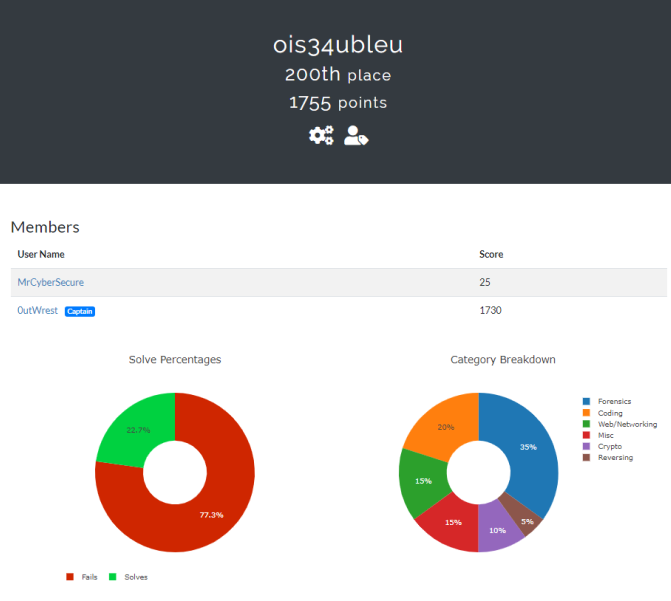 ois34ubleu
200th place
1755 points
Members
User Name Score
MrCyberSecure 25
0utWrest Captain 1730
Solve Percentages
22.7%
77.3%
Fails Solves
Category Breakdown
20%
35%
15%
15%
10%
5%
Forensics
Coding
Web/Networking
Misc
Crypto
Reversing